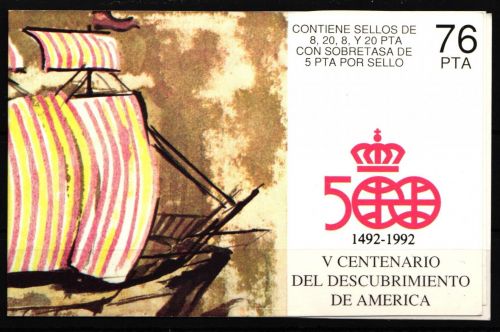 CONTIENE SELLOS DE
8, 20, 8, Y 20 PTA
CON SOBRETASA DE
5 PTA POR SELLO
76
PTA
500
1492-1992
V CENTENARIO
DEL DESCUBRIMIENTO
DE AMERICA